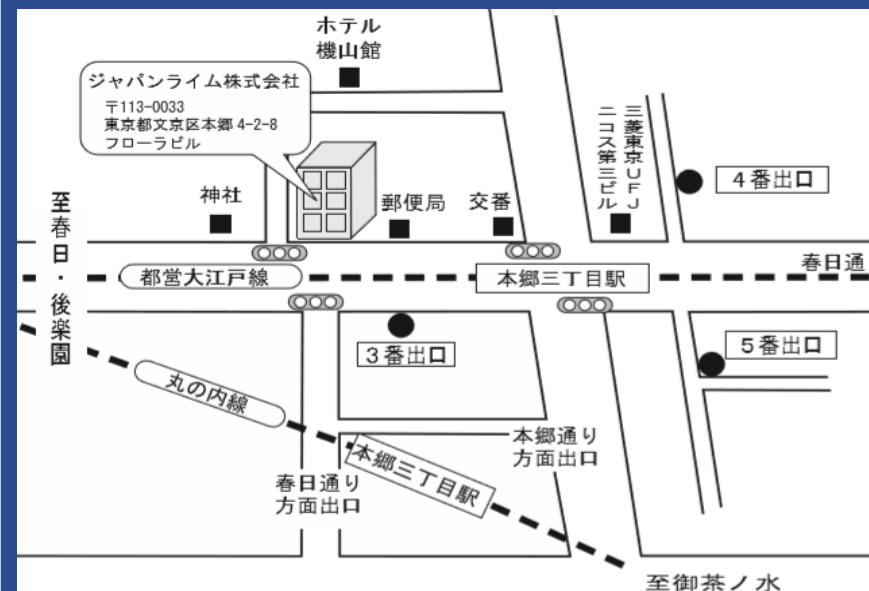 ホテル
機山館
ジャパンライム株式会社
〒113-0033
東京都文京区本郷 4-2-8
フローラビル
三菱東京UFJ
ニコス第三ビル
4番出口
神社
郵便局
交番
至春日・後楽園
春日通
都営大江戸線
本郷三丁目駅
3番出口
5番出口
丸の内線
本郷三丁目駅
本郷通り
方面出口
春日通り
方面出口
至御茶ノ水